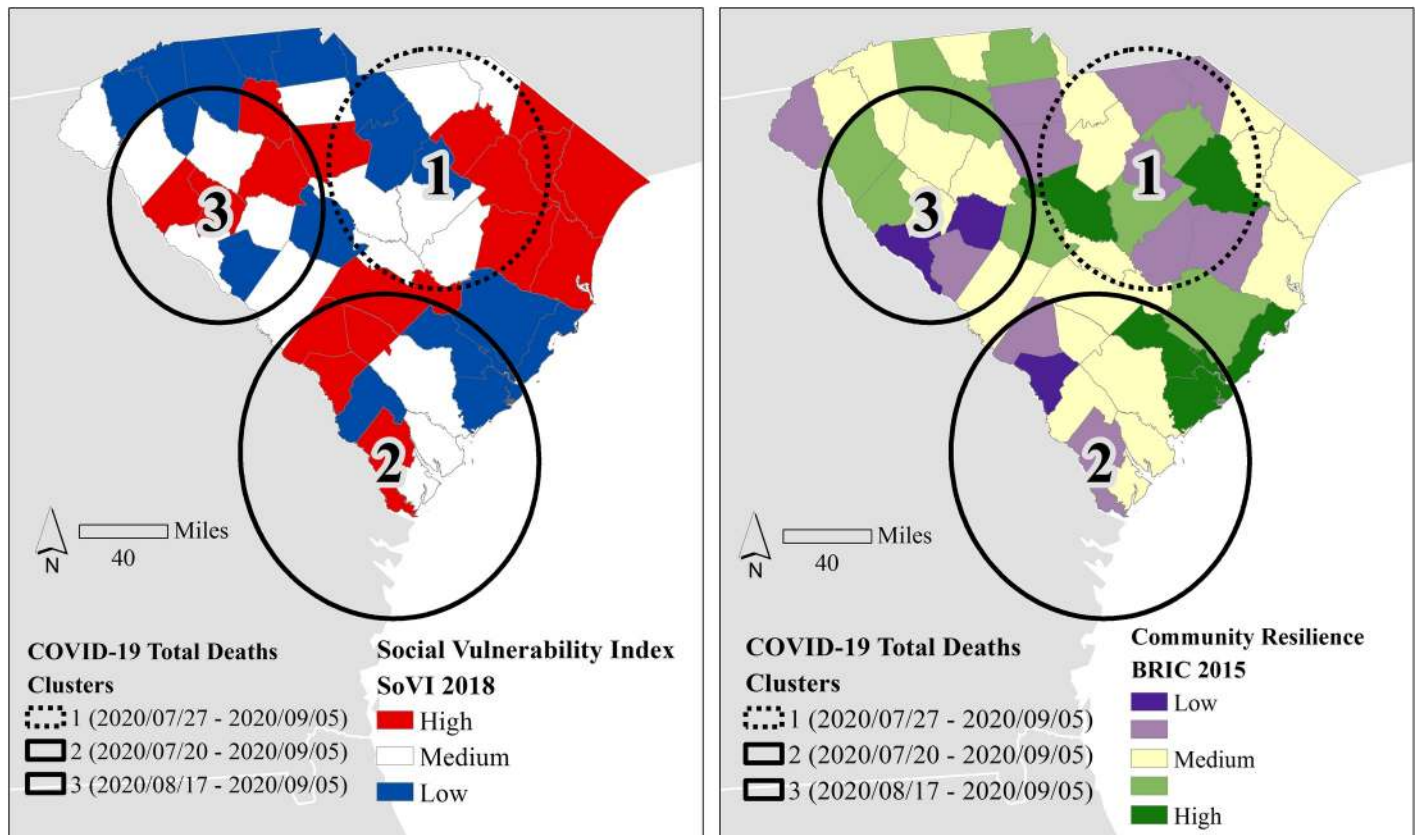 1
3
2
Miles
40
N
COVID-19 Total Deaths
Clusters
1 (2020/07/27 - 2020/09/05)
2 (2020/07/20 - 2020/09/05)
3 (2020/08/17 - 2020/09/05)
Social Vulnerability Index
SoVI 2018
High
Medium
Low
1
3
2
Miles
40
N
COVID-19 Total Deaths
Clusters
1 (2020/07/27 - 2020/09/05)
2 (2020/07/20 - 2020/09/05)
3 (2020/08/17 - 2020/09/05)
Community Resilience
BRIC 2015
Low
Medium
High